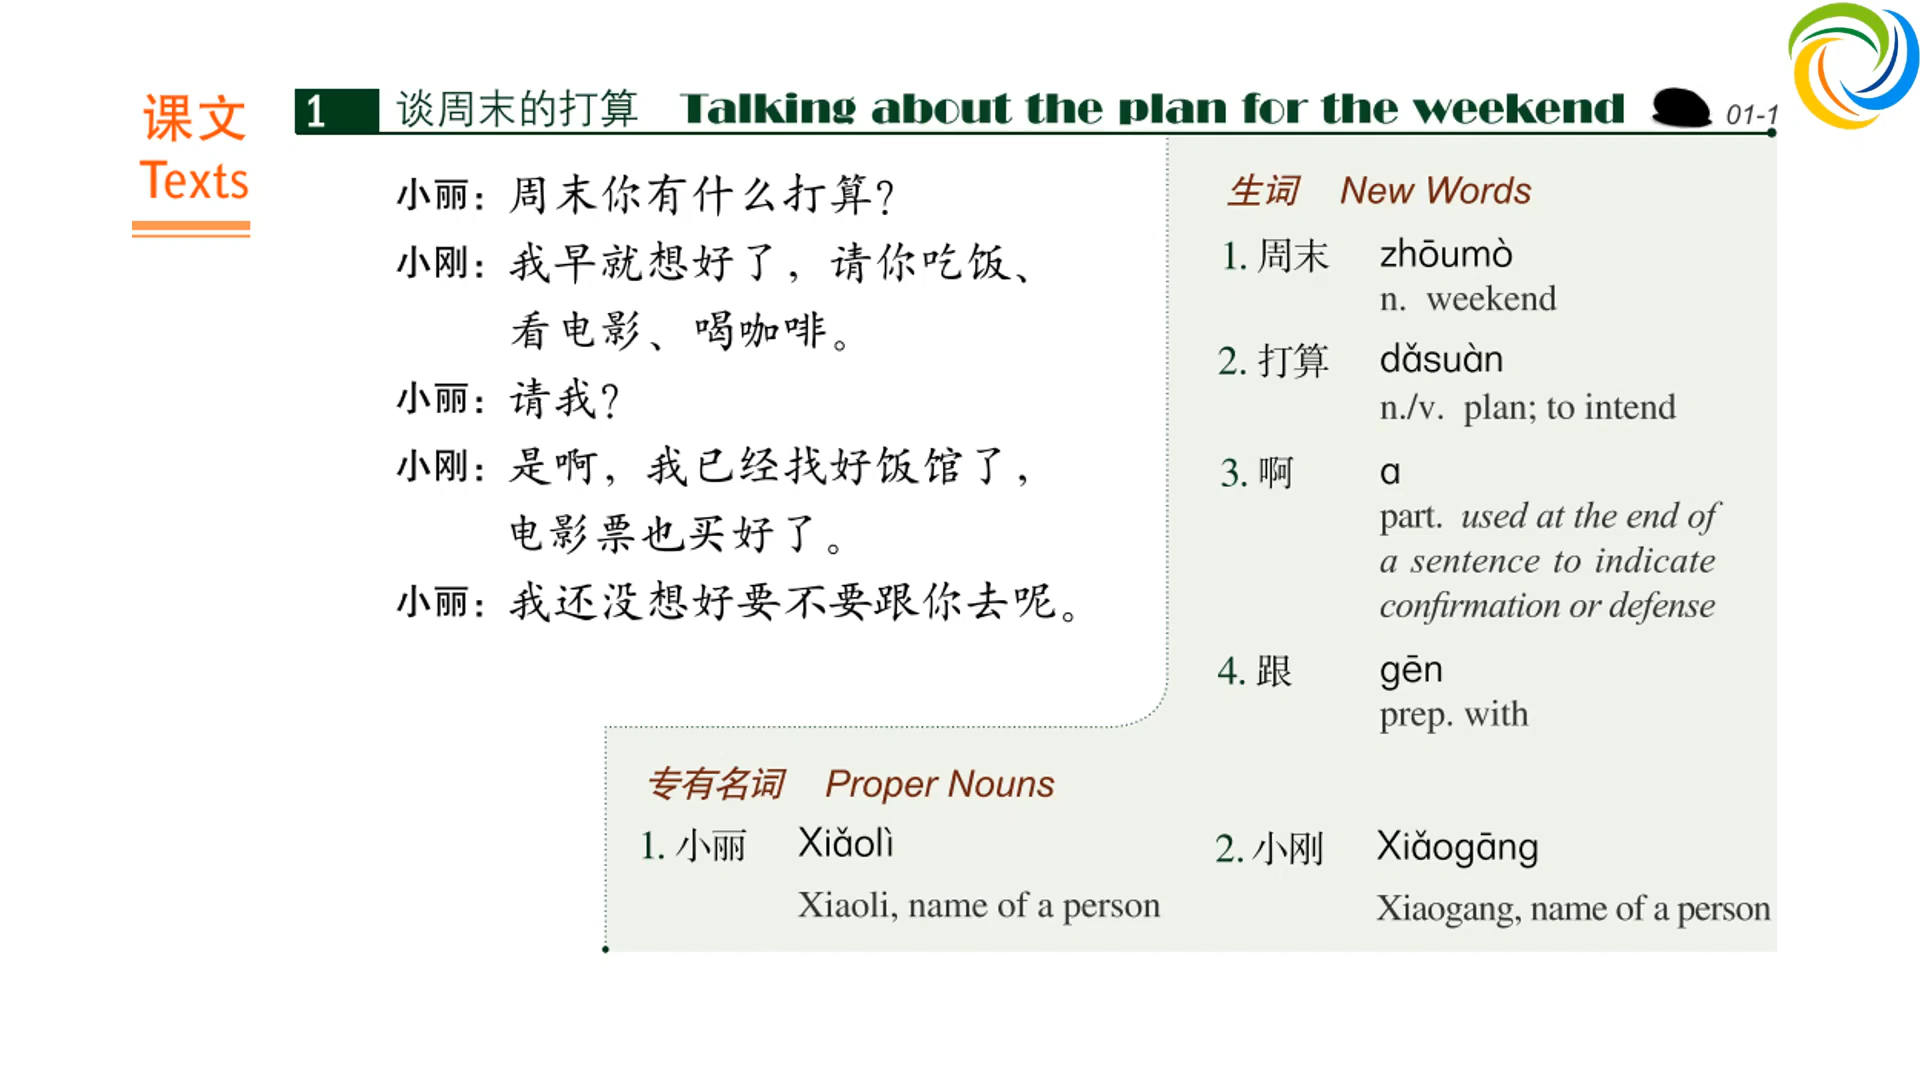 课文
Texts
1 谈周末的打算 Talking about the plan for the weekend 01-1
小丽：周末你有什么打算？
小刚：我早就想好了，请你吃饭、
看电影、喝咖啡。
小丽：请我？
小刚：是啊，我已经找好饭馆了，
电影票也买好了。
小丽：我还没想好要不要跟你去呢。
生词 New Words
1. 周末 zhōumò
n. weekend
2. 打算 dǎsuàn
n./v. plan; to intend
3. 啊 a
part. used at the end of
a sentence to indicate
confirmation or defense
4. 跟 gēn
prep. with
专有名词 Proper Nouns
1. 小丽 Xiǎolì
Xiaoli, name of a person
2. 小刚 Xiǎogāng
Xiaogang, name of a person